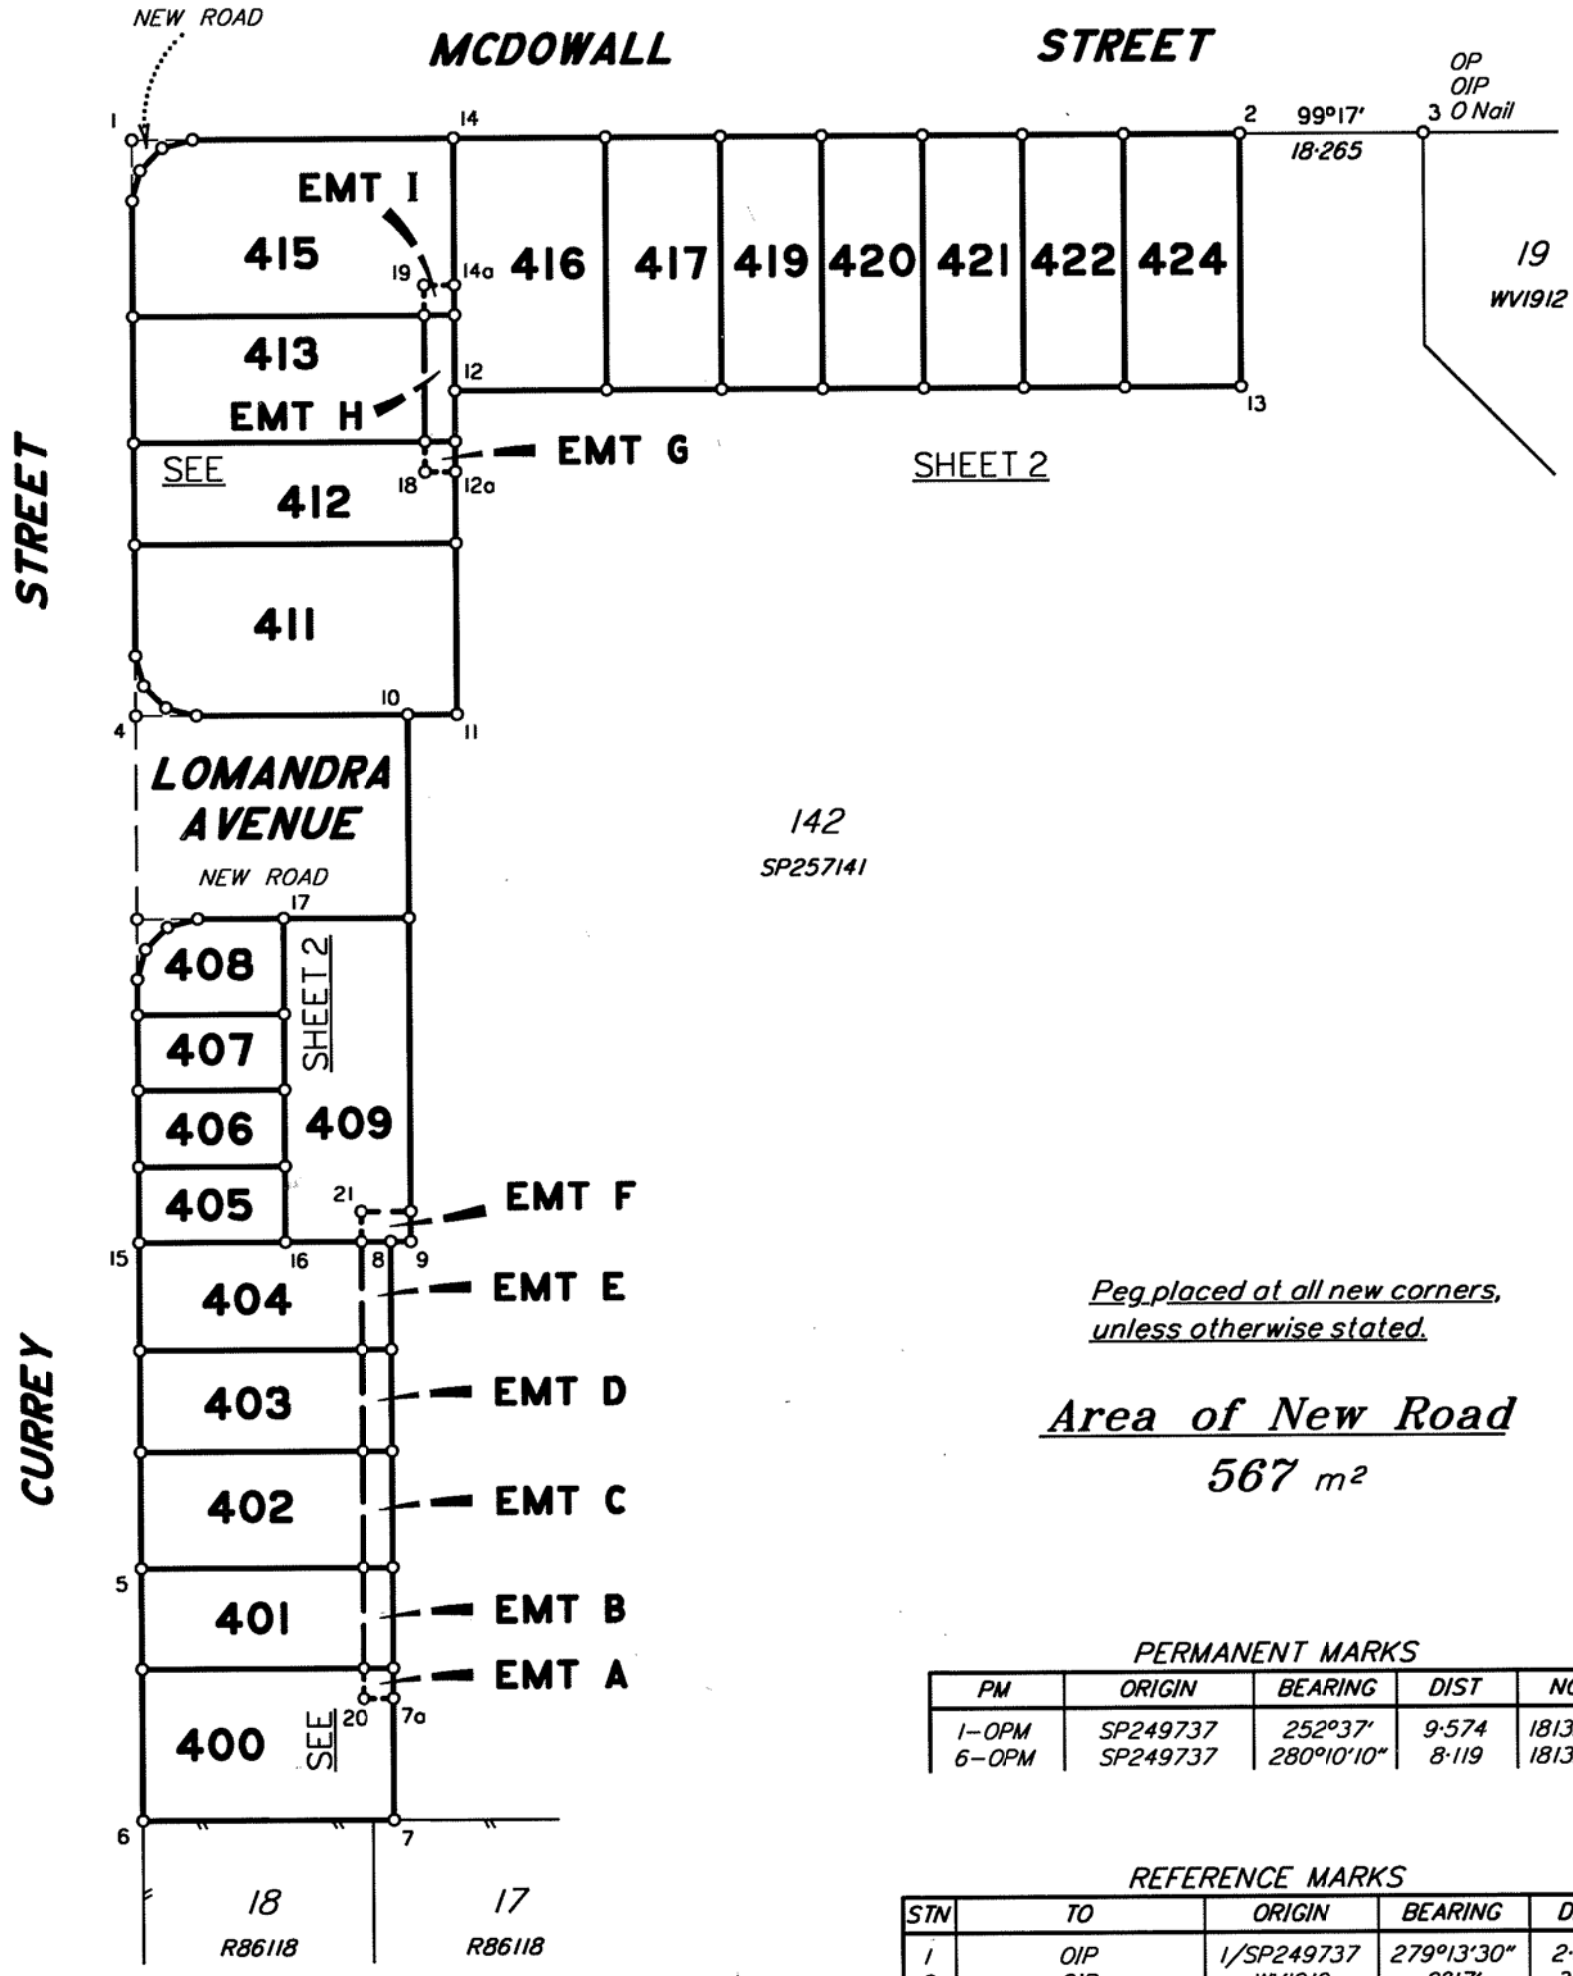 NEW ROAD
MCDOWALL STREET
OP
OIP
O Nail
1
14
2
99°17'
18·265
3
EMT I
415
19
14a
416
417
419
420
421
422
424
19
WV1912
413
12
EMT H
13
EMT G
SEE
SHEET 2
18
12a
412
STREET
411
10
4
11
LOMANDRA
AVENUE
142
SP257141
NEW ROAD
17
408
SHEET 2
407
406
409
405
21
EMT F
15
16
8
9
404
EMT E
Peg placed at all new corners,
unless otherwise stated.
CURREY
403
EMT D
Area of New Road
567 m²
402
EMT C
5
401
EMT B
EMT A
400
SEE
20
7a
6
7
18
R86118
17
R86118
PERMANENT MARKS
PM ORIGIN BEARING DIST
1-OPM SP249737 252°37' 9·574 1813
6-OPM SP249737 280°10'10" 8·119 1813
REFERENCE MARKS
STN TO ORIGIN BEARING
1 OIP 1/SP249737 279°13'30"